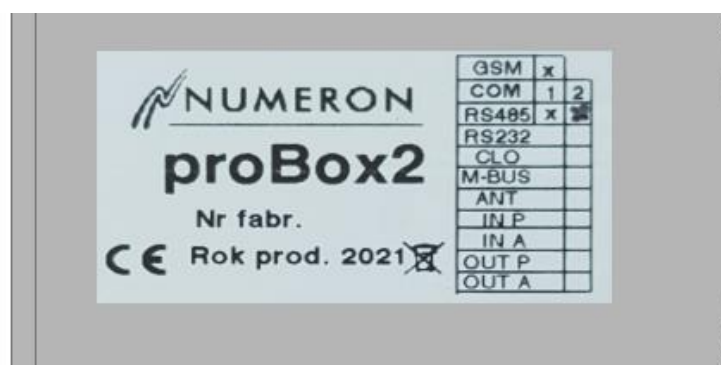 NUMERON
proBox2
Nr fabr.
CE Rok prod. 2021
GSM x
COM 1 2
RS485 x
RS232
CLO
M-BUS
ANT
IN P
IN A
OUT P
OUT A